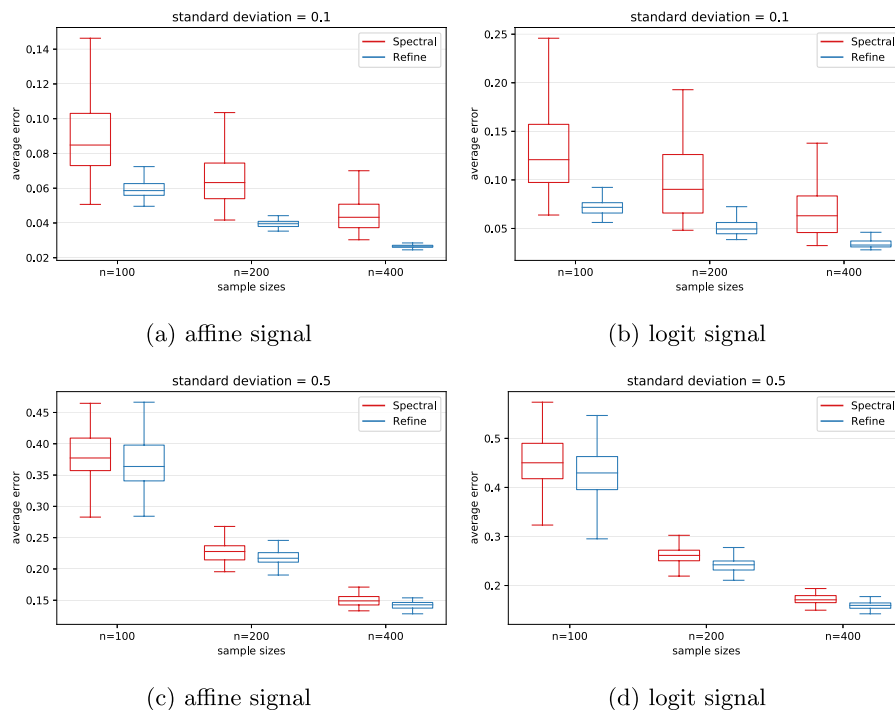 standard deviation = 0.1
0.14
0.12
0.10
0.08
0.06
0.04
0.02
average error
Spectral
Refine
n=100
n=200
n=400
sample sizes
(a) affine signal
standard deviation = 0.1
0.25
0.20
0.15
0.10
0.05
average error
Spectral
Refine
n=100
n=200
n=400
sample sizes
(b) logit signal
standard deviation = 0.5
0.45
0.40
0.35
0.30
0.25
0.20
0.15
average error
Spectral
Refine
n=100
n=200
n=400
sample sizes
(c) affine signal
standard deviation = 0.5
0.5
0.4
0.3
0.2
average error
Spectral
Refine
n=100
n=200
n=400
sample sizes
(d) logit signal